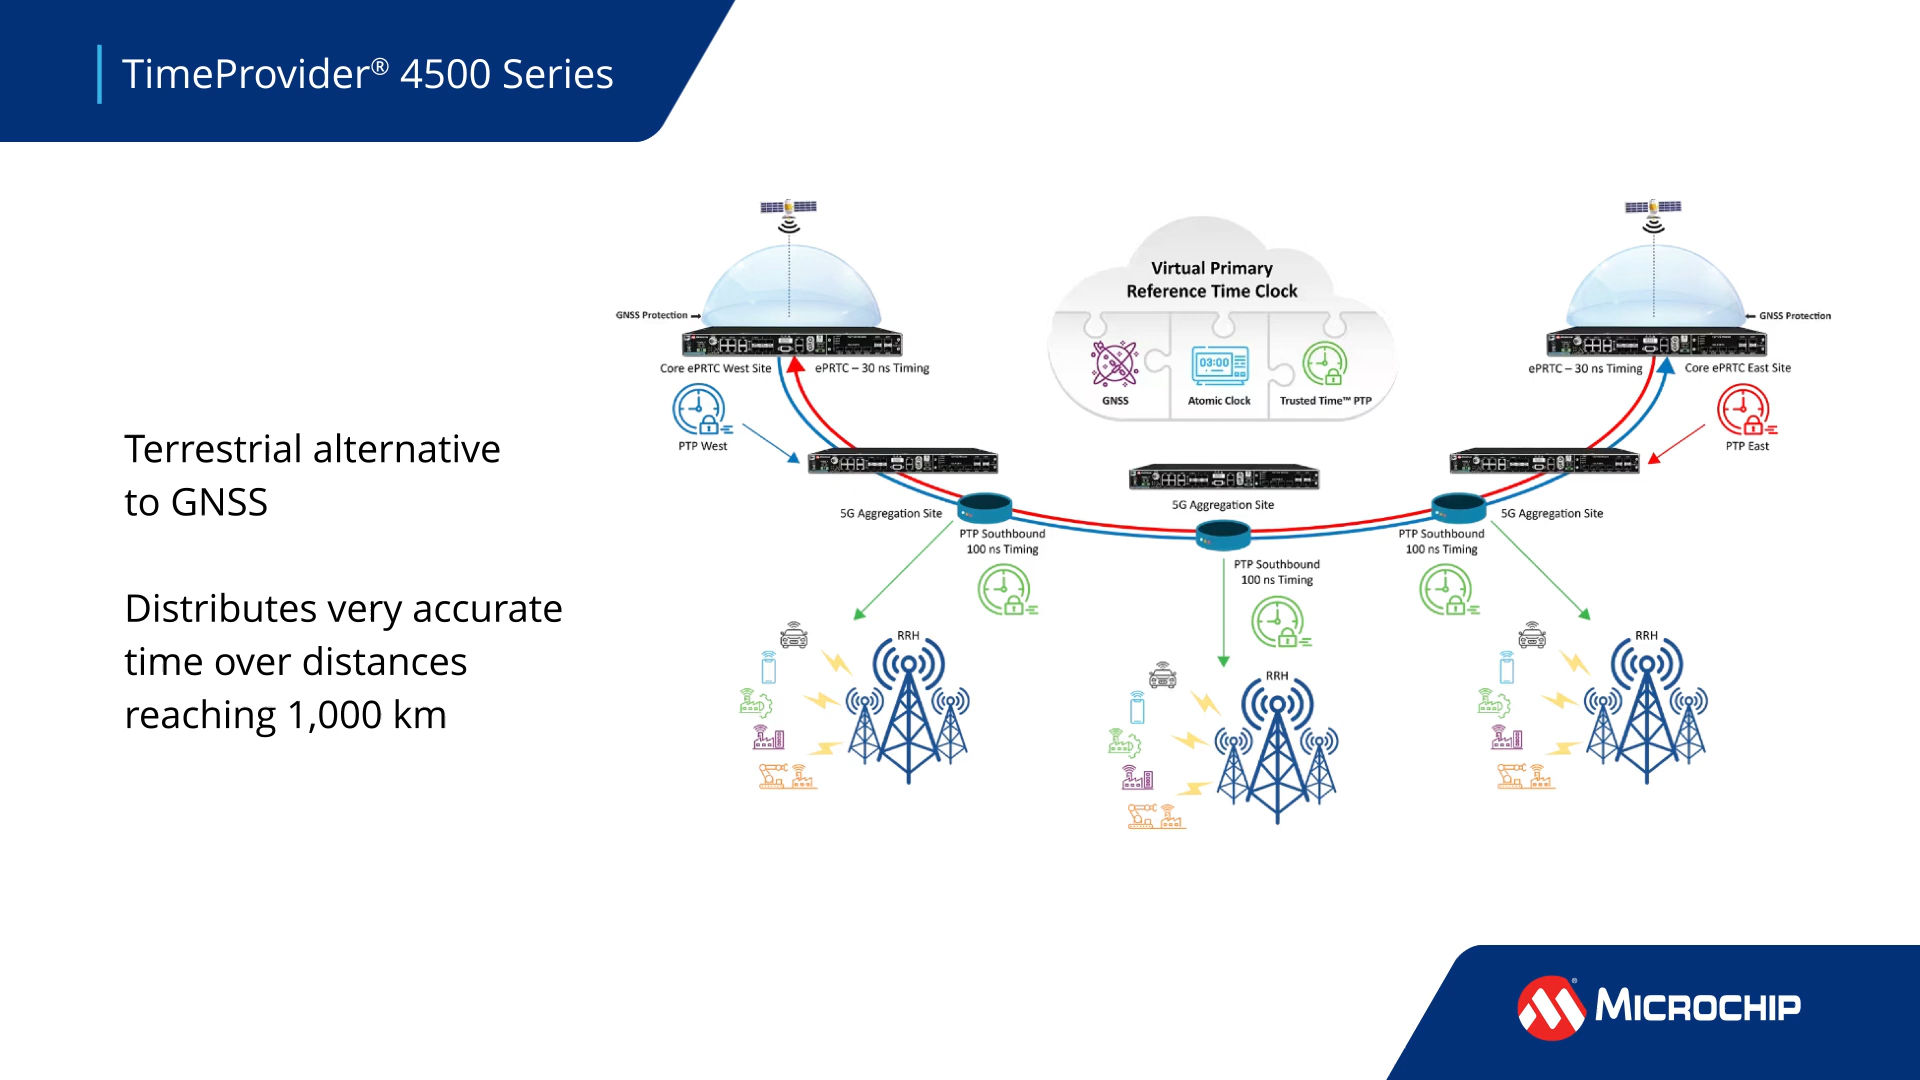 TimeProvider® 4500 Series
Terrestrial alternative
to GNSS
Distributes very accurate
time over distances
reaching 1,000 km
GNSS Protection
Core ePRTC West Site
ePRTC – 30 ns Timing
PTP West
Virtual Primary
Reference Time Clock
GNSS
03:00
Atomic Clock
Trusted Time™ PTP
GNSS Protection
ePRTC – 30 ns Timing
Core ePRTC East Site
PTP East
5G Aggregation Site
PTP Southbound
100 ns Timing
5G Aggregation Site
PTP Southbound
100 ns Timing
5G Aggregation Site
PTP Southbound
100 ns Timing
RRH
RRH
RRH
MICROCHIP